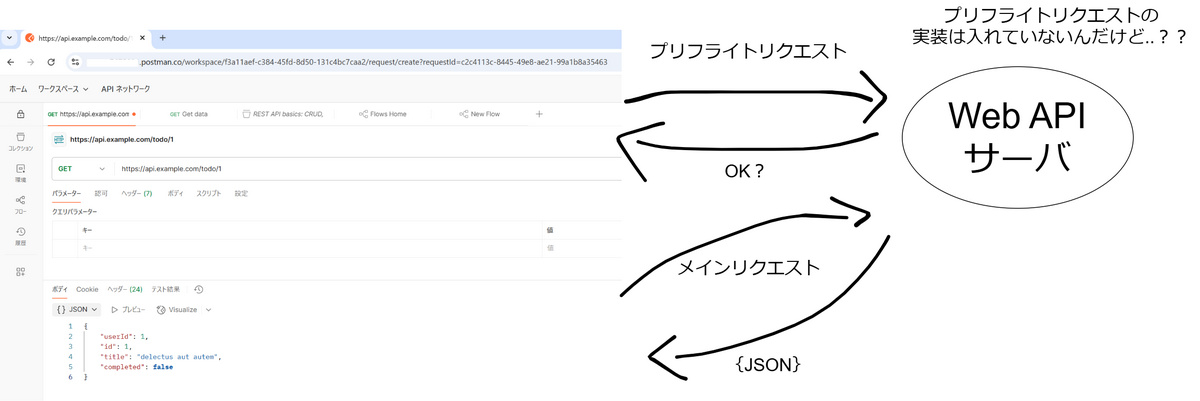 https://api.example.com/todo/
.postman.co/workspace/f3a11aef-c384-45fd-8d50-131c4bc7caa2/request/create?requestId=c2c4113c-8445-49e8-ae21-99a1b8a35463
ホーム ワークスペース API ネットワーク
GET https://api.example.com GET Get data REST API basics: CRUD, Flows Home New Flow
コレクション
環境
フロー
履歴
https://api.example.com/todo/1
GET https://api.example.com/todo/1
パラメーター 認可 ヘッダー (7) ボディ スクリプト 設定
クエリパラメーター
キー 値
キー 値
ボディ Cookie ヘッダー (24) テスト結果
{} JSON プレビュー Visualize
1 {
2 "userId": 1,
3 "id": 1,
4 "title": "delectus aut autem",
5 "completed": false
6 }
プリフライトリクエスト
OK？
メインリクエスト
{JSON}
プリフライトリクエストの
実装は入れていないんだけど..？？
Web API
サーバ